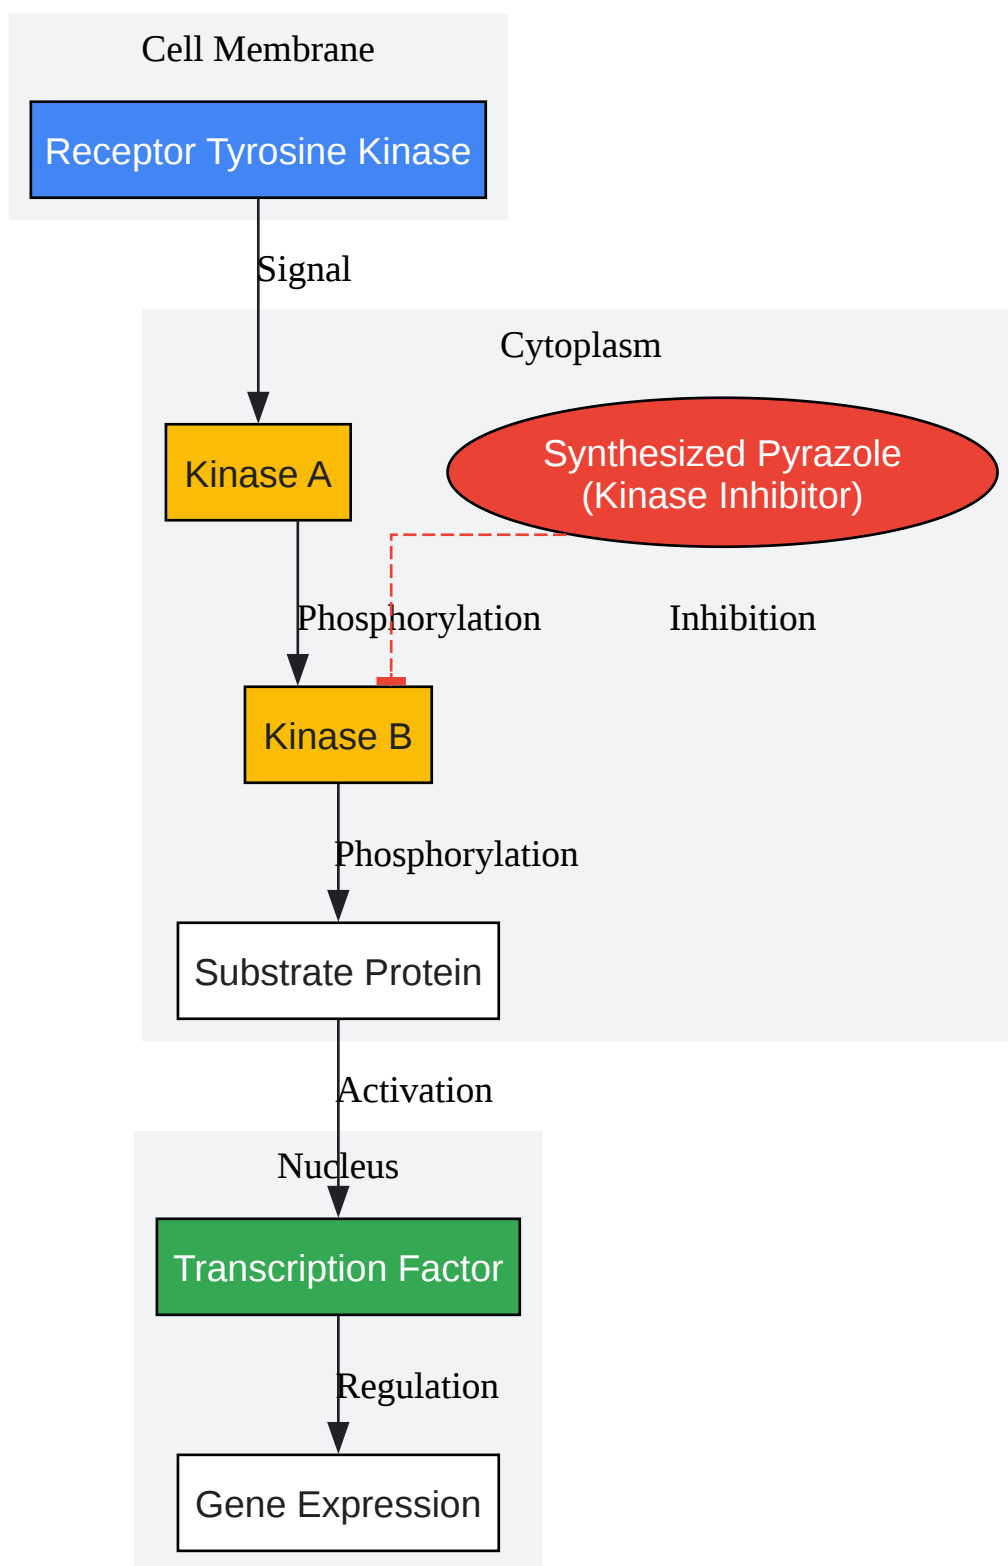 Cell Membrane
Receptor Tyrosine Kinase
Signal
Cytoplasm
Kinase A
Synthesized Pyrazole
(Kinase Inhibitor)
Phosphorylation
Inhibition
Kinase B
Phosphorylation
Substrate Protein
Activation
Nucleus
Transcription Factor
Regulation
Gene Expression